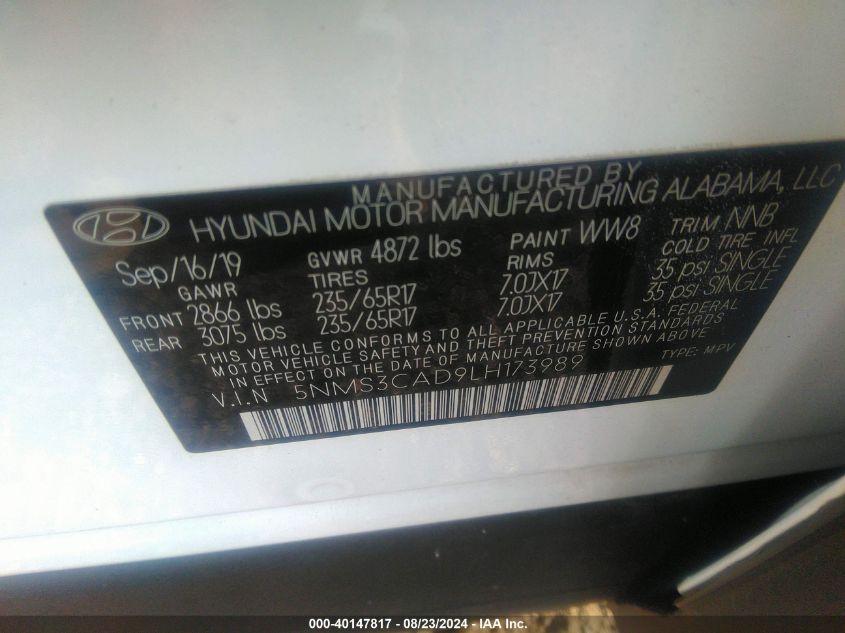 MANUFACTURED BY
HYUNDAI MOTOR MANUFACTURING ALABAMA, LLC
Sep/16/19 GVWR 4872 lbs PAINT WW8 TRIM NNB
GAWR TIRES RIMS COLD TIRE INFL
FRONT 2866 lbs 235/65R17 7.0JX17 35 psi SINGLE
REAR 3075 lbs 235/65R17 7.0JX17 35 psi SINGLE
THIS VEHICLE CONFORMS TO ALL APPLICABLE U.S.A. FEDERAL
MOTOR VEHICLE SAFETY AND THEFT PREVENTION STANDARDS
IN EFFECT ON THE DATE OF MANUFACTURE SHOWN ABOVE
V.I.N 5NMS3CAD9LH173989 TYPE: MPV
000-40147817 - 08/23/2024 - IAA Inc.